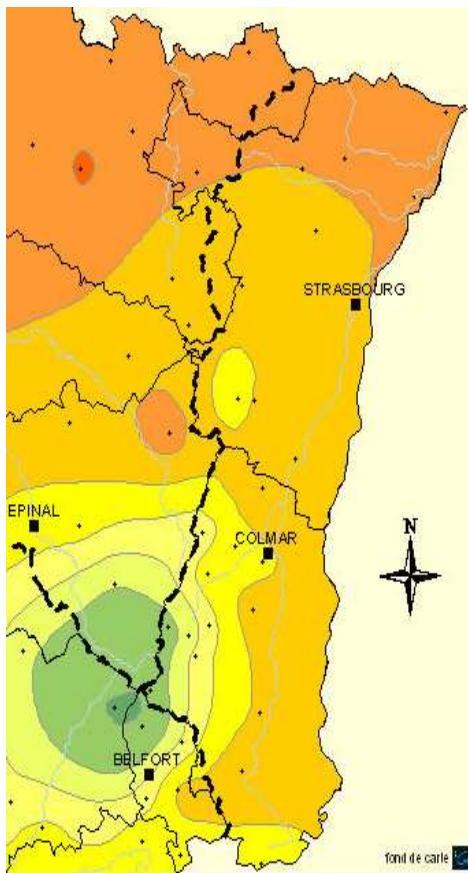 STRASBOURG
EPINAL
N
COLMAR
BELFORT
fond de carte